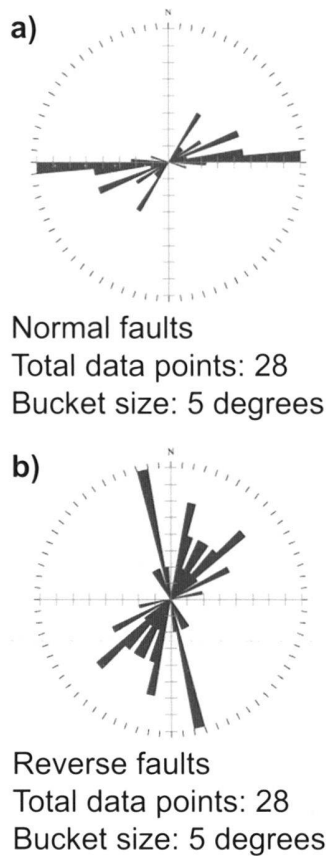 a)
N
Normal faults
Total data points: 28
Bucket size: 5 degrees
b)
N
Reverse faults
Total data points: 28
Bucket size: 5 degrees